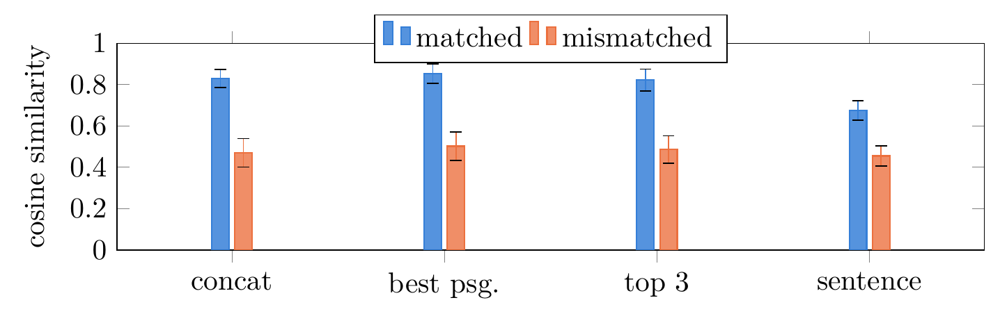 matched mismatched
cosine similarity
1
0.8
0.6
0.4
0.2
0
concat best psg. top 3 sentence